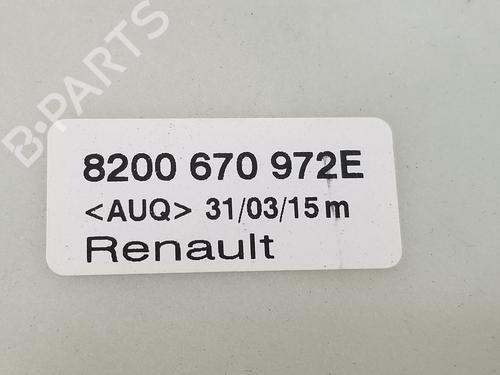 B-PARTS
8200 670 972E
<AUQ> 31/03/15 m
Renault